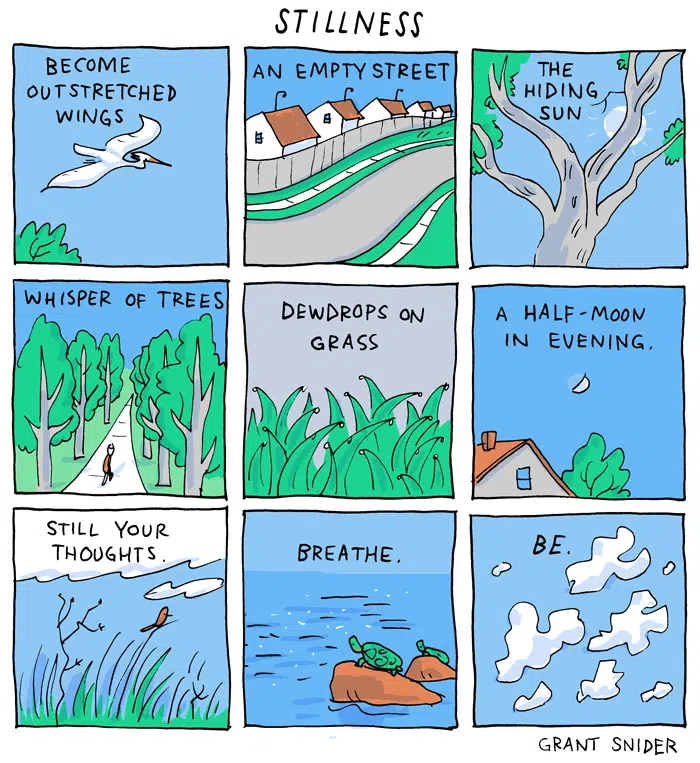 STILLNESS
BECOME
OUTSTRETCHED
WINGS
AN EMPTY STREET
THE
HIDING
SUN
WHISPER OF TREES
DEWDROPS ON
GRASS
A HALF-MOON
IN EVENING.
STILL YOUR
THOUGHTS.
BREATHE.
BE.
GRANT SNIDER